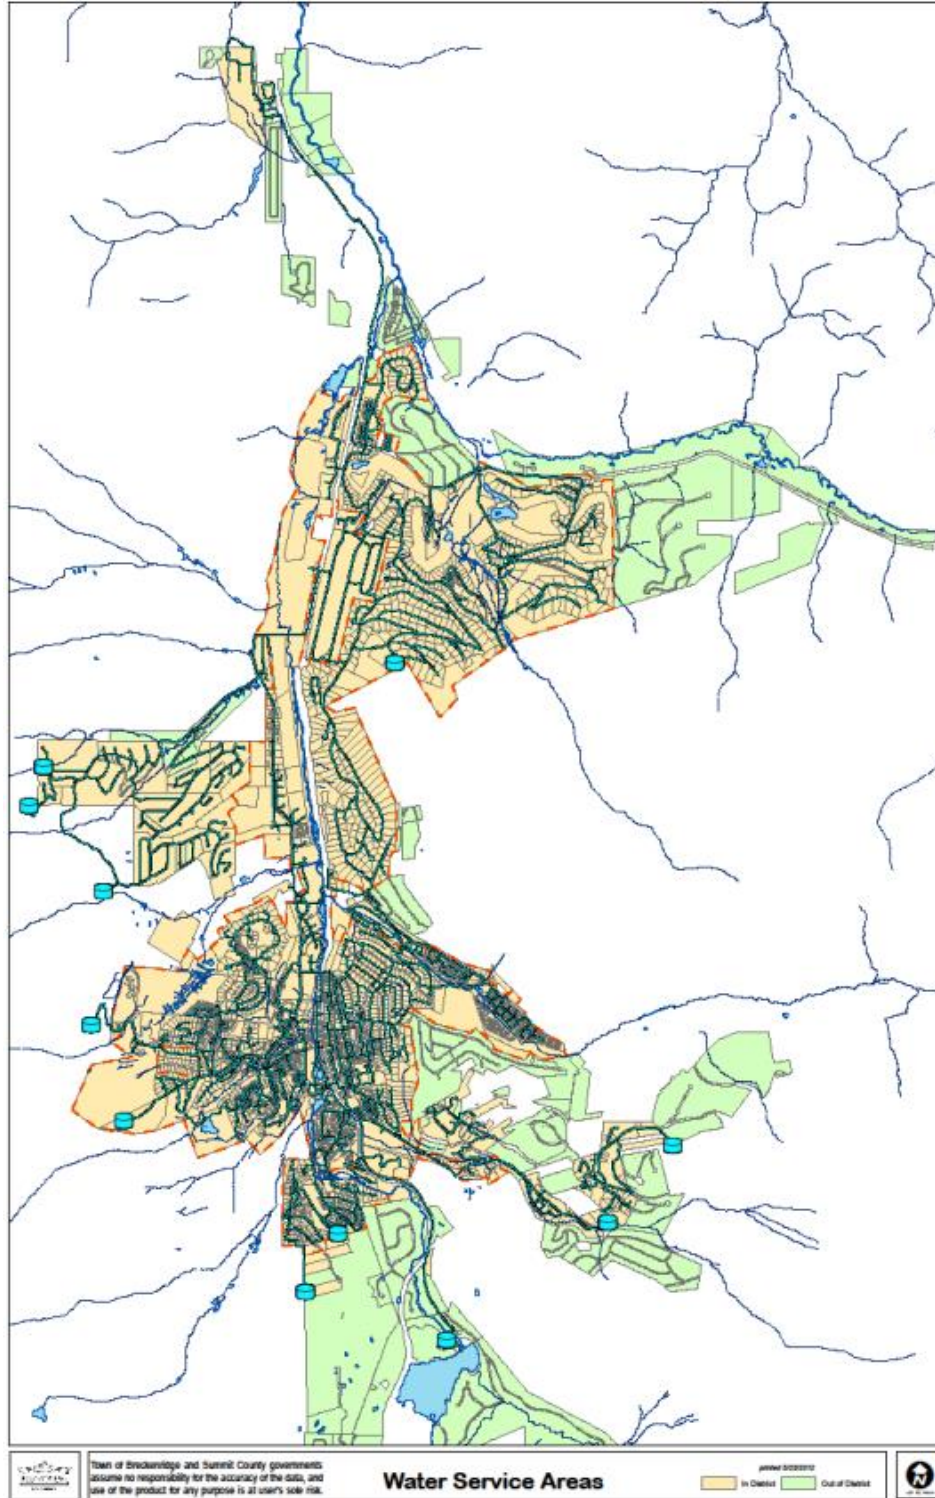 Town of Breckenridge and Summit County governments
assume no responsibility for the accuracy of the data, and
use of the product for any purpose is at user's sole risk.
Water Service Areas
In District
Out of District